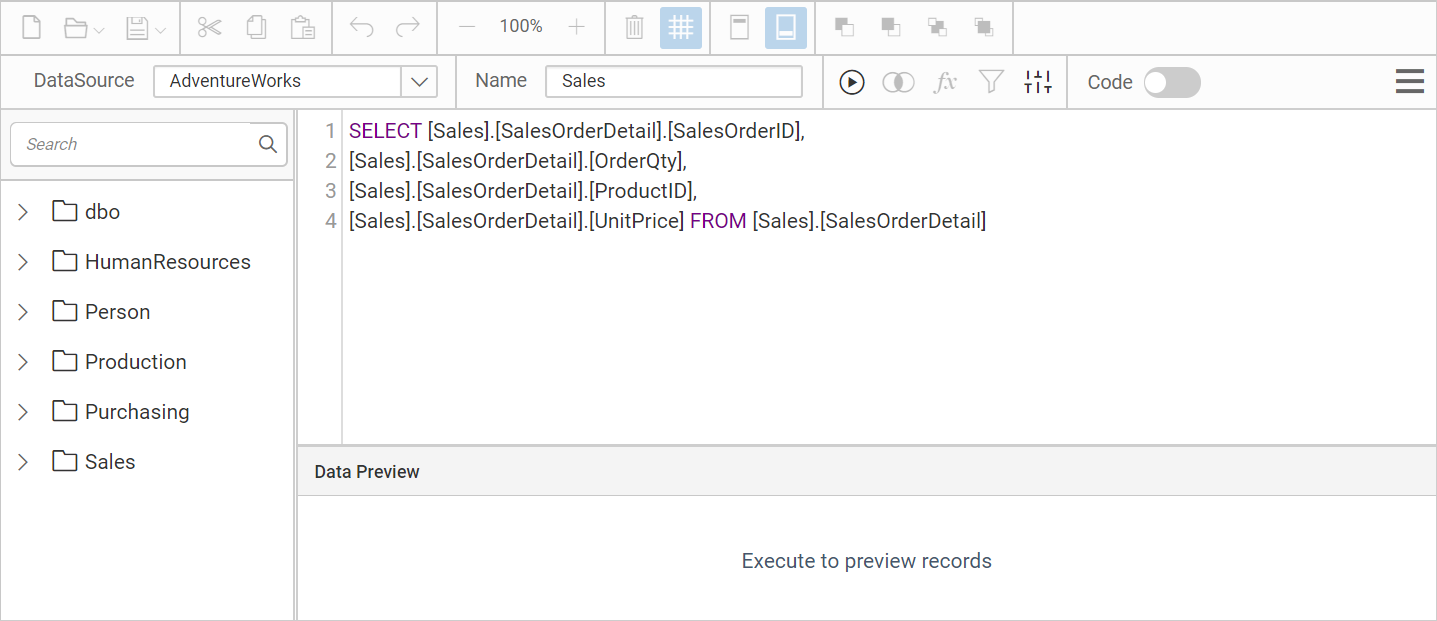 100%
DataSource AdventureWorks Name Sales fx Code
Search
dbo
HumanResources
Person
Production
Purchasing
Sales
1 SELECT [Sales].[SalesOrderDetail].[SalesOrderID],
2 [Sales].[SalesOrderDetail].[OrderQty],
3 [Sales].[SalesOrderDetail].[ProductID],
4 [Sales].[SalesOrderDetail].[UnitPrice] FROM [Sales].[SalesOrderDetail]
Data Preview
Execute to preview records